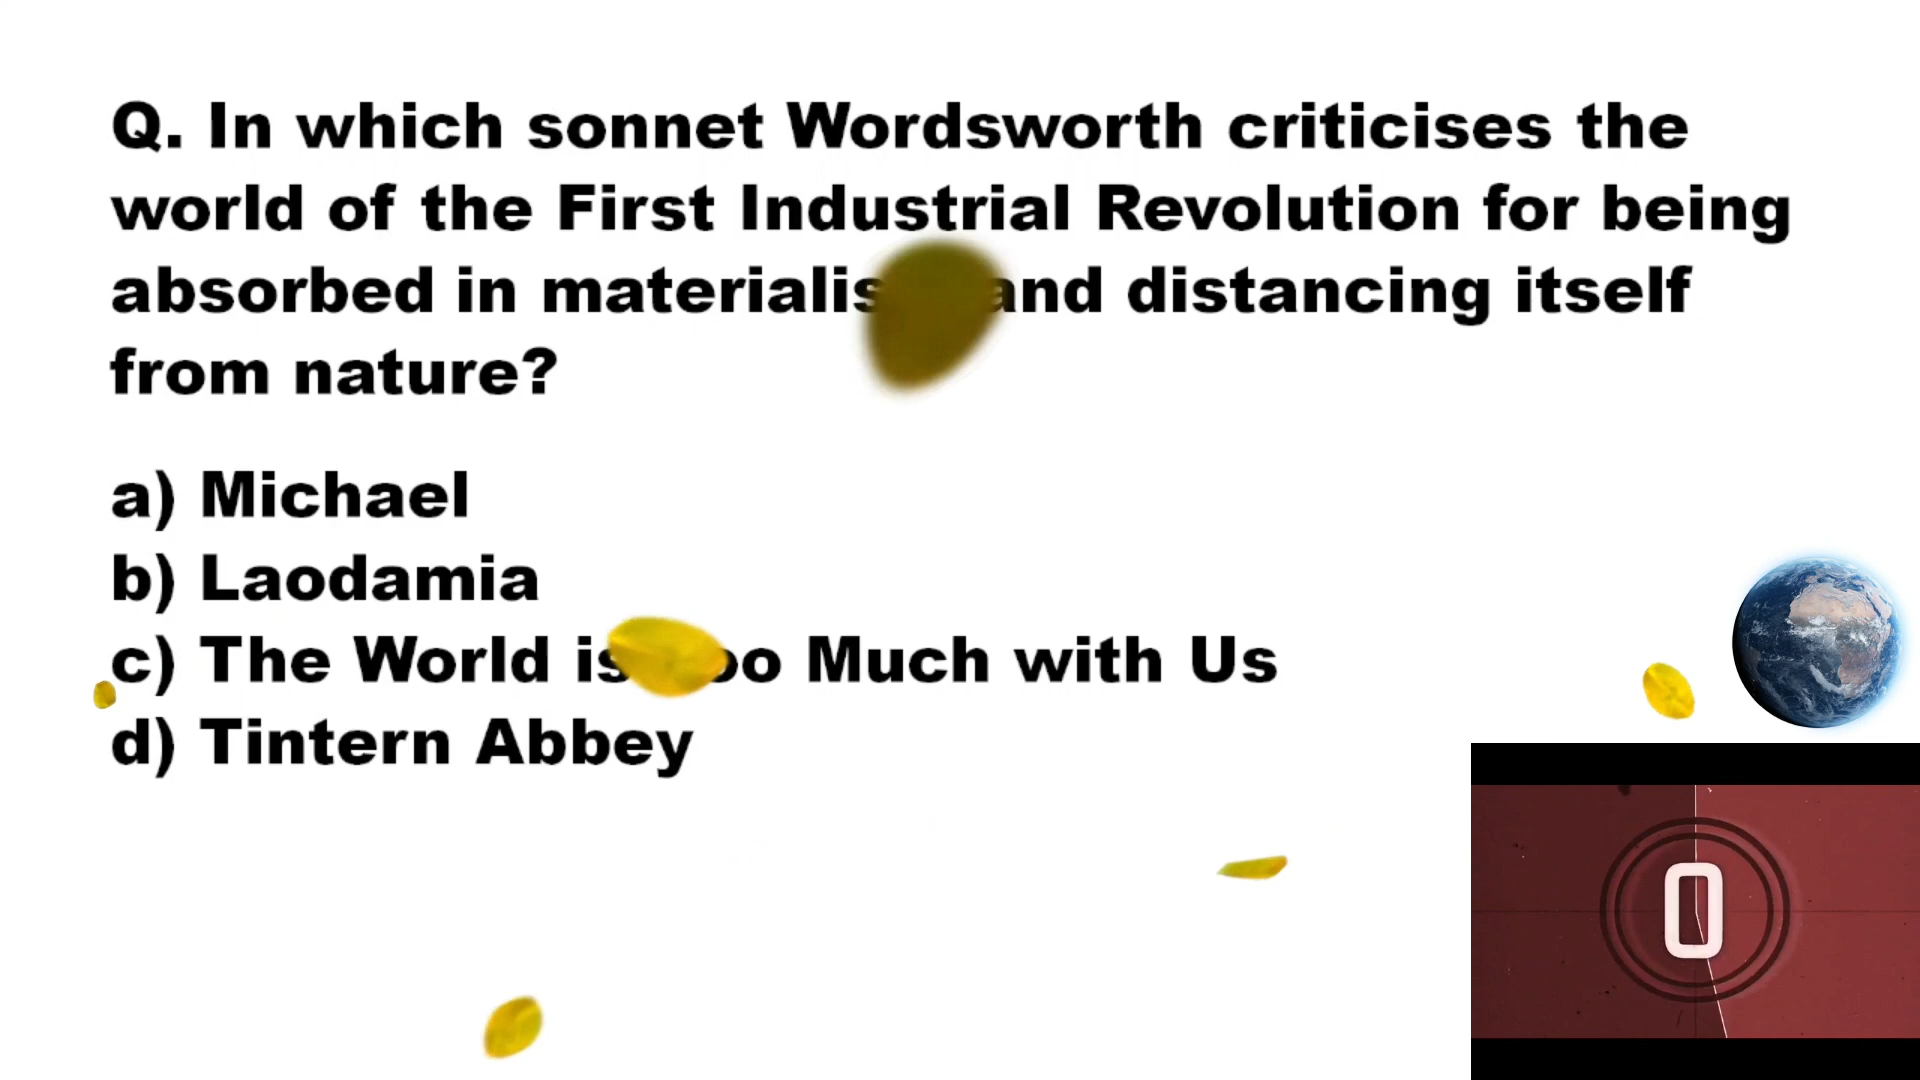 Q. In which sonnet Wordsworth criticises the
world of the First Industrial Revolution for being
absorbed in and distancing itself
from nature?
a) Michael
b) Laodamia
c) The World is Too Much with Us
d) Tintern Abbey
0